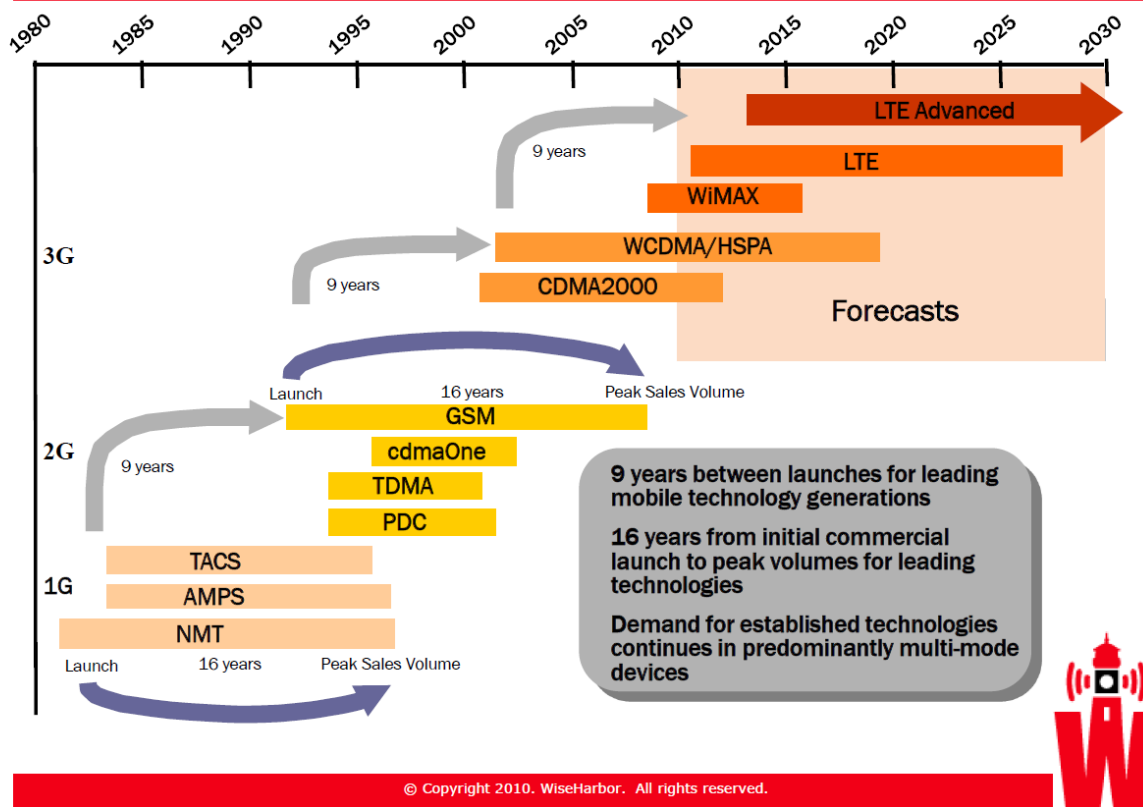 1980 1985 1990 1995 2000 2005 2010 2015 2020 2025 2030
LTE Advanced
9 years
LTE
WiMAX
3G
WCDMA/HSPA
9 years
CDMA2000
Forecasts
Launch 16 years Peak Sales Volume
GSM
2G
cdmaOne
9 years
TDMA
PDC
9 years between launches for leading
mobile technology generations
16 years from initial commercial
launch to peak volumes for leading
technologies
Demand for established technologies
continues in predominantly multi-mode
devices
TACS
1G
AMPS
NMT
Launch 16 years Peak Sales Volume
W
© Copyright 2010. WiseHarbor. All rights reserved.